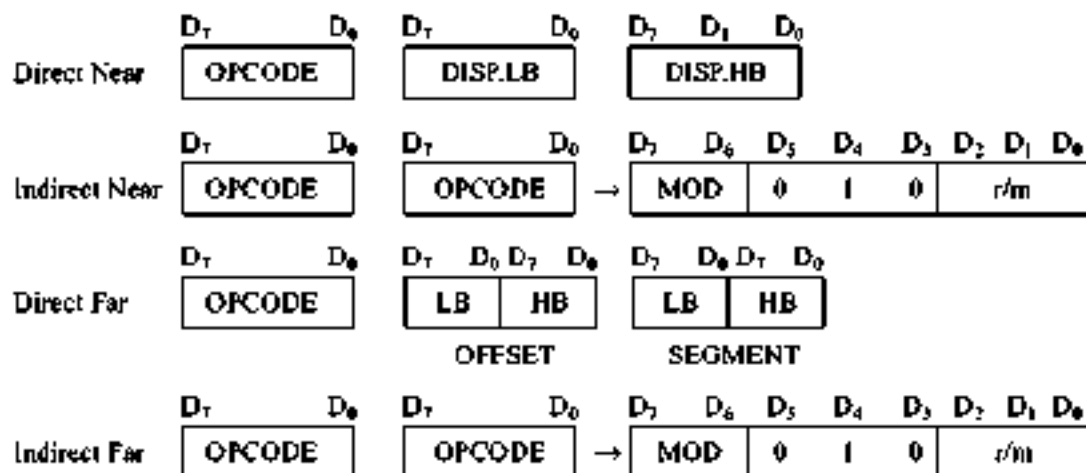 D₇ D₀ D₇ D₀ D₇ D₁ D₀
Direct Near OPCODE DISP.LB DISP.HB
D₇ D₀ D₇ D₀ D₇ D₆ D₅ D₄ D₃ D₂ D₁ D₀
Indirect Near OPCODE OPCODE → MOD 0 1 0 r/m
D₇ D₀ D₇ D₀ D₇ D₀ D₇ D₀ D₇ D₀
Direct Far OPCODE LB HB LB HB
OFFSET SEGMENT
D₇ D₀ D₇ D₀ D₇ D₆ D₅ D₄ D₃ D₂ D₁ D₀
Indirect Far OPCODE OPCODE → MOD 0 1 0 r/m